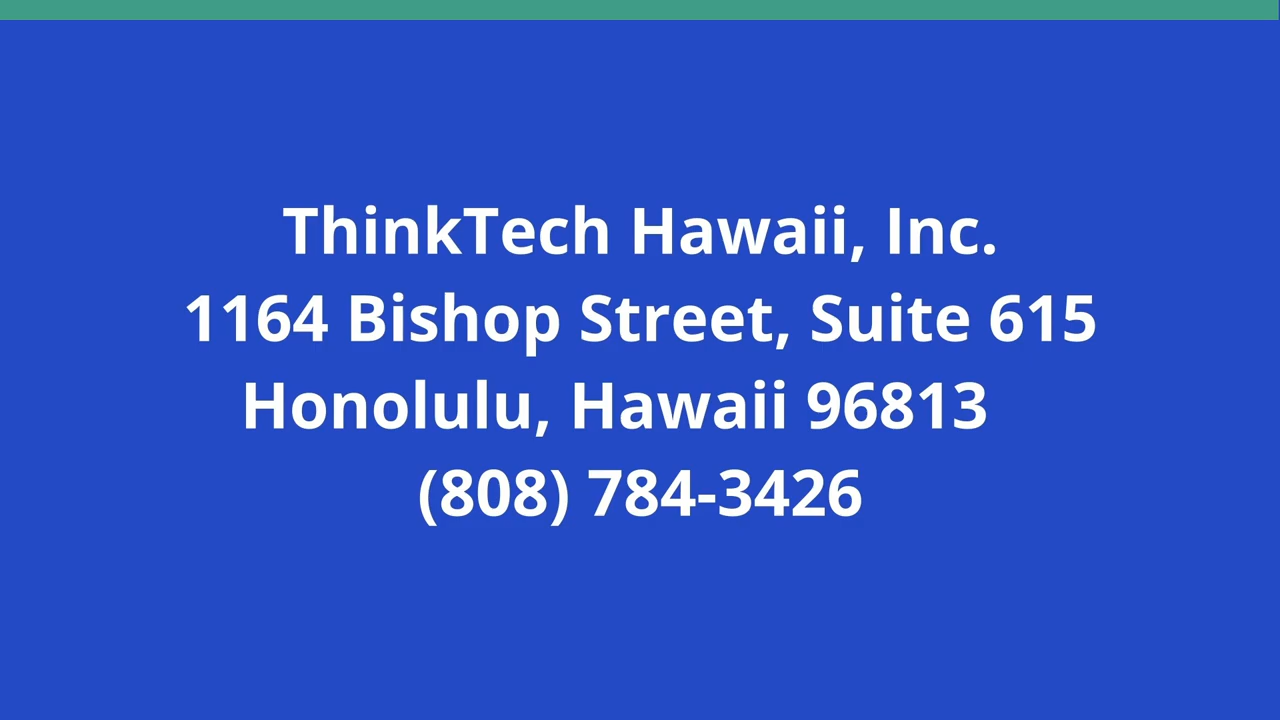 ThinkTech Hawaii, Inc.
1164 Bishop Street, Suite 615
Honolulu, Hawaii 96813
(808) 784-3426